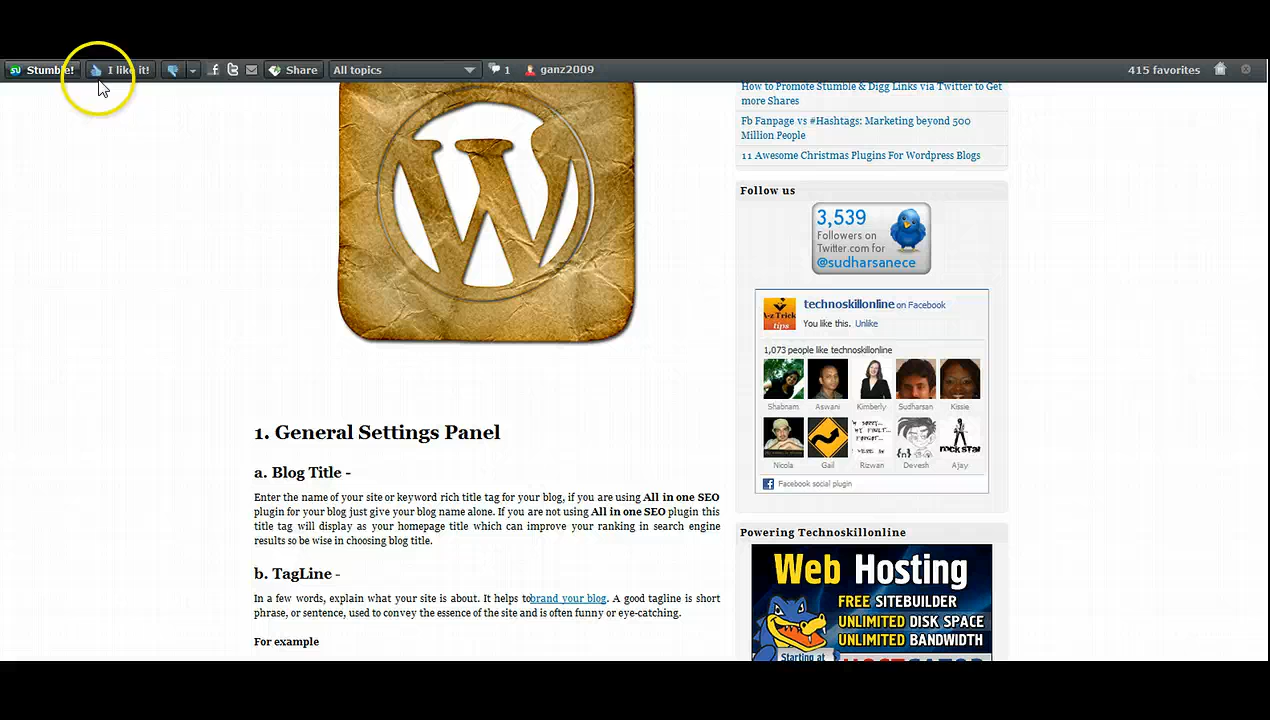 Stumble! I like it! Share All topics 1 ganz2009 415 favorites
W
1. General Settings Panel
a. Blog Title -
Enter the name of your site or keyword rich title tag for your blog, if you are using All in one SEO
plugin for your blog just give your blog name alone. If you are not using All in one SEO plugin this
title tag will display as your homepage title which can improve your ranking in search engine
results so be wise in choosing blog title.
b. TagLine -
In a few words, explain what your site is about. It helps tobrand your blog. A good tagline is short
phrase, or sentence, used to convey the essence of the site and is often funny or eye-catching.
For example
How to Promote Stumble & Digg Links via Twitter to Get
more Shares
Fb Fanpage vs #Hashtags: Marketing beyond 500
Million People
11 Awesome Christmas Plugins For Wordpress Blogs
Follow us
3,539
Followers on
Twitter.com for
@sudharsanece
A-z Trick
tips
technoskillonline on Facebook
You like this. Unlike
1,073 people like technoskillonline
Shabnam Aswani Kimberly Sudharsan Kissie
ROCK STAR
Nicola Gail Rizwan Devesh Ajay
Facebook social plugin
Powering Technoskillonline
Web Hosting
FREE SITEBUILDER
UNLIMITED DISK SPACE
UNLIMITED BANDWIDTH
Starting at
HOSTGATOR